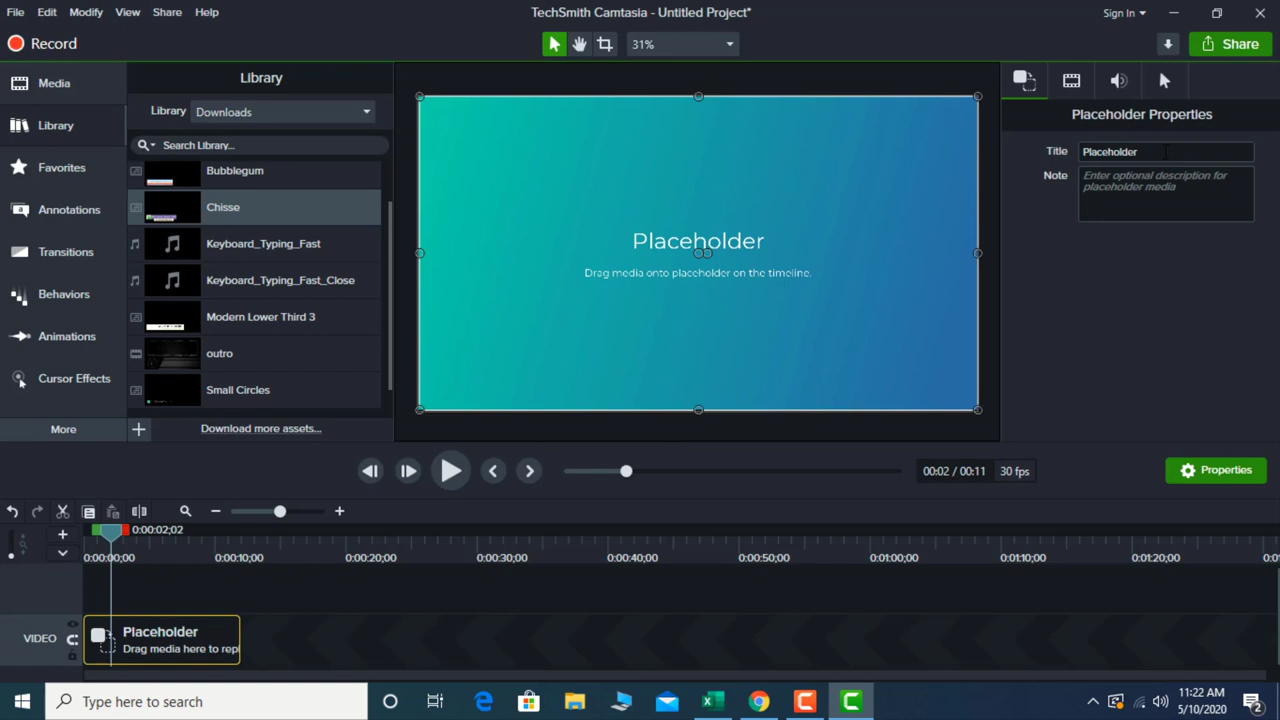 File Edit Modify View Share Help
TechSmith Camtasia - Untitled Project*
Sign In
Record
31%
Share
Media
Library
Favorites
Annotations
Transitions
Behaviors
Animations
Cursor Effects
More
Library
Library Downloads
Search Library...
Bubblegum
Chisse
Keyboard_Typing_Fast
Keyboard_Typing_Fast_Close
Modern Lower Third 3
outro
Small Circles
Download more assets...
Placeholder
Drag media onto placeholder on the timeline.
Placeholder Properties
Title Placeholder
Note Enter optional description for
placeholder media
00:02 / 00:11 30 fps
Properties
0:00:02;02
0:00:00;00 0:00:10;00 0:00:20;00 0:00:30;00 0:00:40;00 0:00:50;00 0:01:00;00 0:01:10;00 0:01:20;00
VIDEO
Placeholder
Drag media here to repl
Type here to search
11:22 AM
5/10/2020
2